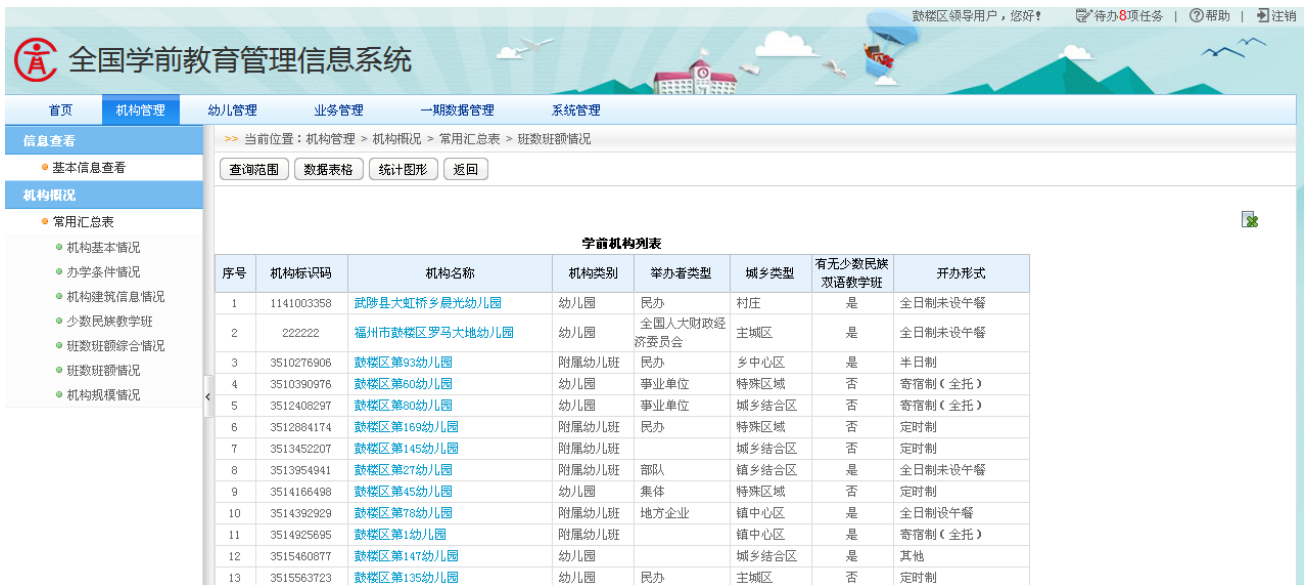 鼓楼区领导用户，您好! 待办8项任务 | 帮助 | 注销
全国学前教育管理信息系统
首页 机构管理 幼儿管理 业务管理 一期数据管理 系统管理
信息查看
>> 当前位置：机构管理 > 机构概况 > 常用汇总表 > 班数班额情况
基本信息查看
查询范围 数据表格 统计图形 返回
机构概况
常用汇总表
机构基本情况
办学条件情况
机构建筑信息情况
少数民族教学班
班数班额综合情况
班数班额情况
机构规模情况
学前机构列表
序号 机构标识码 机构名称 机构类别 举办者类型 城乡类型 有无少数民族 开办形式
双语教学班
1 1141003358 武陟县大虹桥乡晨光幼儿园 幼儿园 民办 村庄 是 全日制未设午餐
2 222222 福州市鼓楼区罗马大地幼儿园 幼儿园 全国人大财政经 主城区 是 全日制未设午餐
济委员会
3 3510276906 鼓楼区第93幼儿园 附属幼儿班 民办 乡中心区 是 半日制
4 3510390976 鼓楼区第60幼儿园 幼儿园 事业单位 特殊区域 否 寄宿制（全托）
5 3512408297 鼓楼区第80幼儿园 幼儿园 事业单位 城乡结合区 否 寄宿制（全托）
6 3512884174 鼓楼区第169幼儿园 附属幼儿班 民办 特殊区域 否 定时制
7 3513452207 鼓楼区第145幼儿园 附属幼儿班 城乡结合区 否 定时制
8 3513954941 鼓楼区第27幼儿园 附属幼儿班 部队 镇乡结合区 是 全日制未设午餐
9 3514166498 鼓楼区第45幼儿园 幼儿园 集体 特殊区域 否 定时制
10 3514392929 鼓楼区第78幼儿园 附属幼儿班 地方企业 镇中心区 是 全日制设午餐
11 3514925695 鼓楼区第1幼儿园 附属幼儿班 镇中心区 是 寄宿制（全托）
12 3515460877 鼓楼区第147幼儿园 幼儿园 城乡结合区 是 其他
13 3515563723 鼓楼区第135幼儿园 幼儿园 民办 主城区 否 定时制